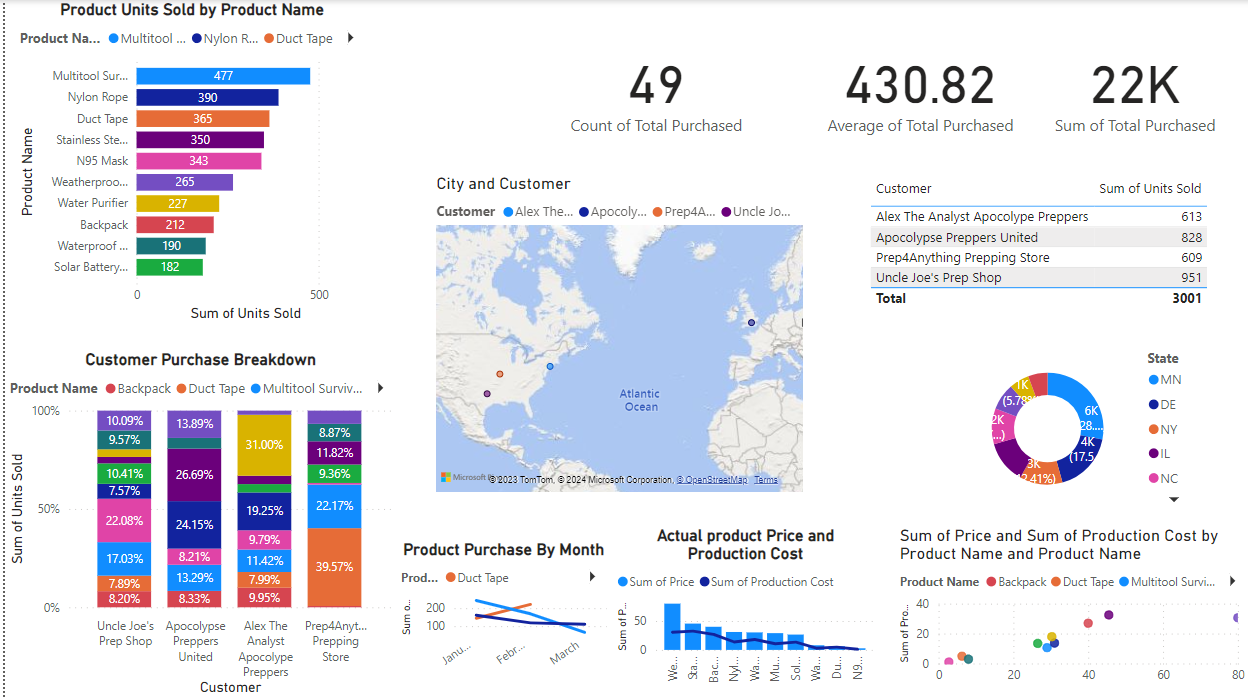 Product Units Sold by Product Name
Product Na... Multitool ... Nylon R... Duct Tape
Product Name
Multitool Sur... 477
Nylon Rope 390
Duct Tape 365
Stainless Ste... 350
N95 Mask 343
Weatherproo... 265
Water Purifier 227
Backpack 212
Waterproof ... 190
Solar Battery... 182
0 500
Sum of Units Sold
49
Count of Total Purchased
430.82
Average of Total Purchased
22K
Sum of Total Purchased
City and Customer
Customer Alex The... Apocoly... Prep4A... Uncle Jo...
Atlantic
Ocean
©2023 TomTom, © 2024 Microsoft Corporation, © OpenStreetMap Terms
Customer Sum of Units Sold
Alex The Analyst Apocolype Preppers 613
Apocolypse Preppers United 828
Prep4Anything Prepping Store 609
Uncle Joe's Prep Shop 951
Total 3001
Customer Purchase Breakdown
Product Name Backpack Duct Tape Multitool Surviv...
Sum of Units Sold
100%
50%
0%
10.09%
9.57%
10.41%
7.57%
22.08%
17.03%
7.89%
8.20%
Uncle Joe's
Prep Shop
13.89%
26.69%
24.15%
8.21%
13.29%
8.33%
Apocolypse
Preppers
United
31.00%
19.25%
9.79%
11.42%
7.99%
9.95%
Alex The
Analyst
Apocolype
Preppers
8.87%
11.82%
9.36%
22.17%
39.57%
Prep4Anyt...
Prepping
Store
Customer
State
MN
DE
NY
IL
NC
6K
(28....
4K
(17.5
3K
2.41%)
2K
...)
(5.78%
1K
Product Purchase By Month
Prod... Duct Tape
Sum o...
200
100
Janu... Febr... March
Actual product Price and
Production Cost
Sum of Price Sum of Production Cost
Sum of P...
50
0
We... Sta... Bac... Nyl... Wa... Mu... Sol... Wa... Du... N9...
Sum of Price and Sum of Production Cost by
Product Name and Product Name
Product Name Backpack Duct Tape Multitool Survi...
Sum of Pro...
40
20
0
0 20 40 60 80